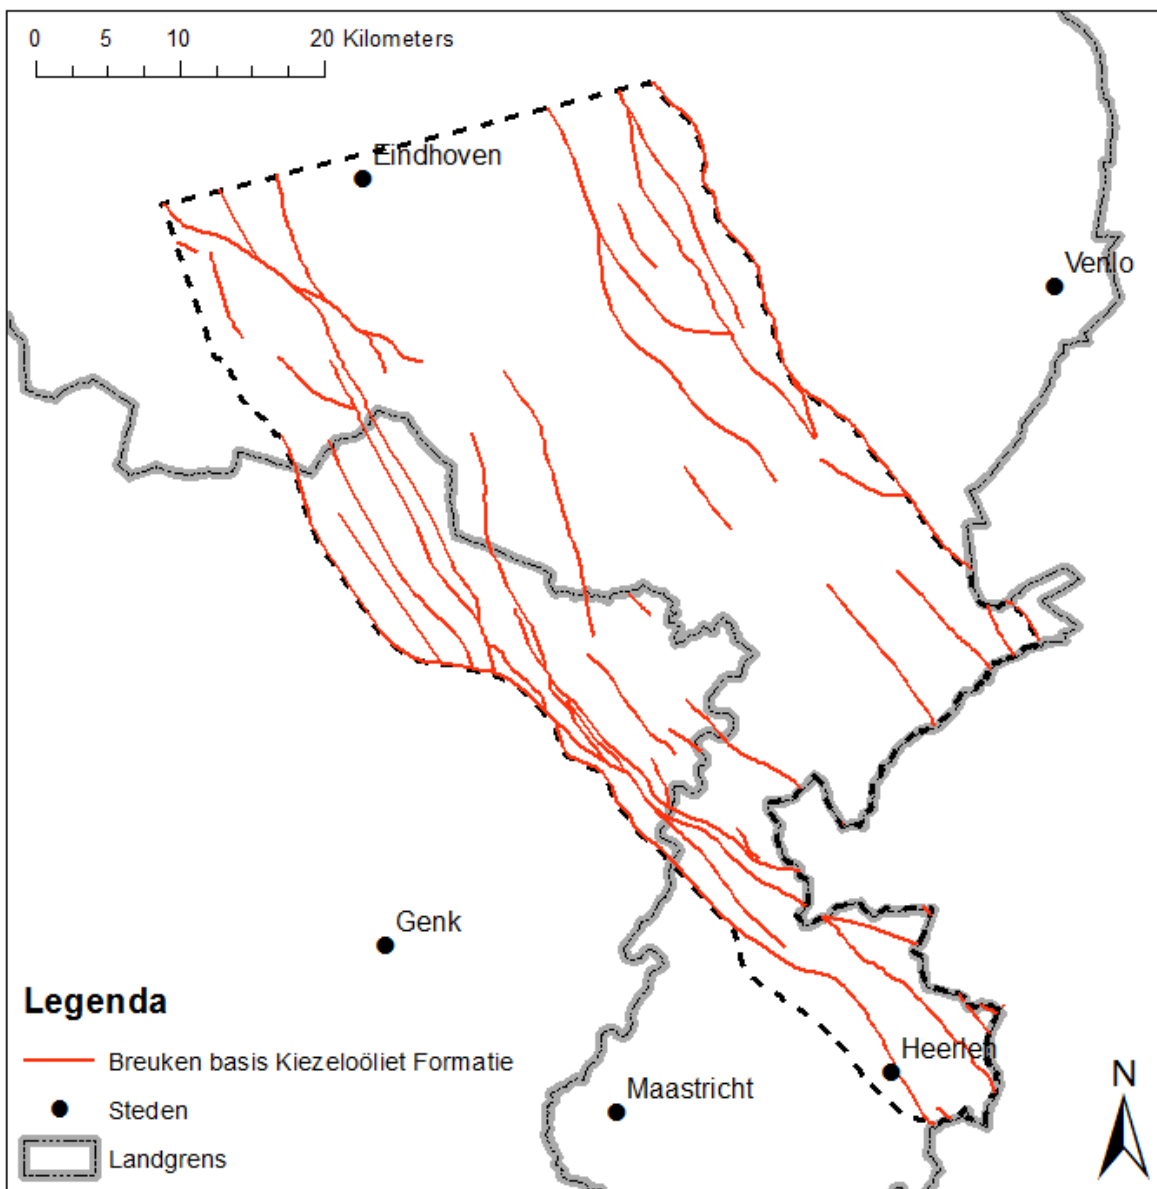 0 5 10 20 Kilometers
Eindhoven
Venlo
Genk
Legenda
Breuken basis Kiezeloöliet Formatie
Steden
Landgrens
Heerlen
Maastricht
N